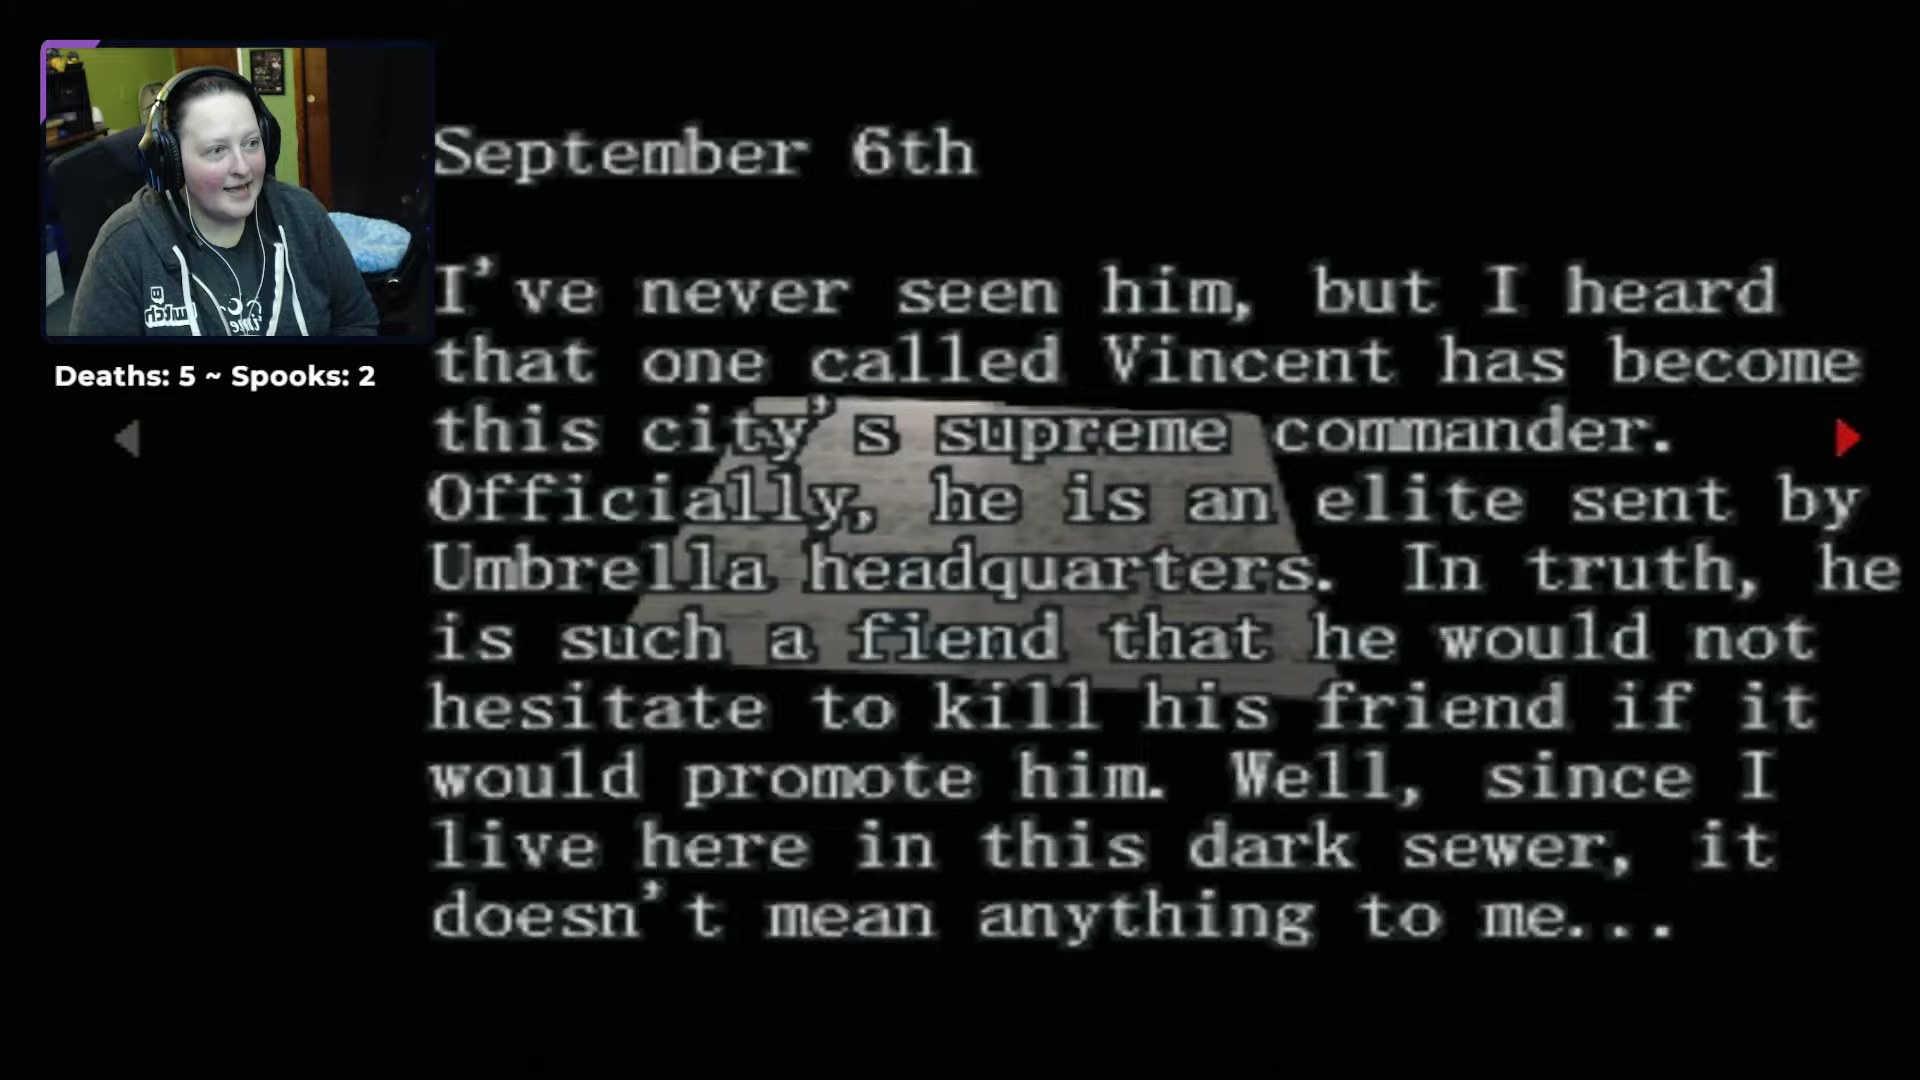 September 6th
I've never seen him, but I heard
that one called Vincent has become
this city's supreme commander.
Officially, he is an elite sent by
Umbrella headquarters. In truth, he
is such a fiend that he would not
hesitate to kill his friend if it
would promote him. Well, since I
live here in this dark sewer, it
doesn't mean anything to me...
Deaths: 5 ~ Spooks: 2
twitch